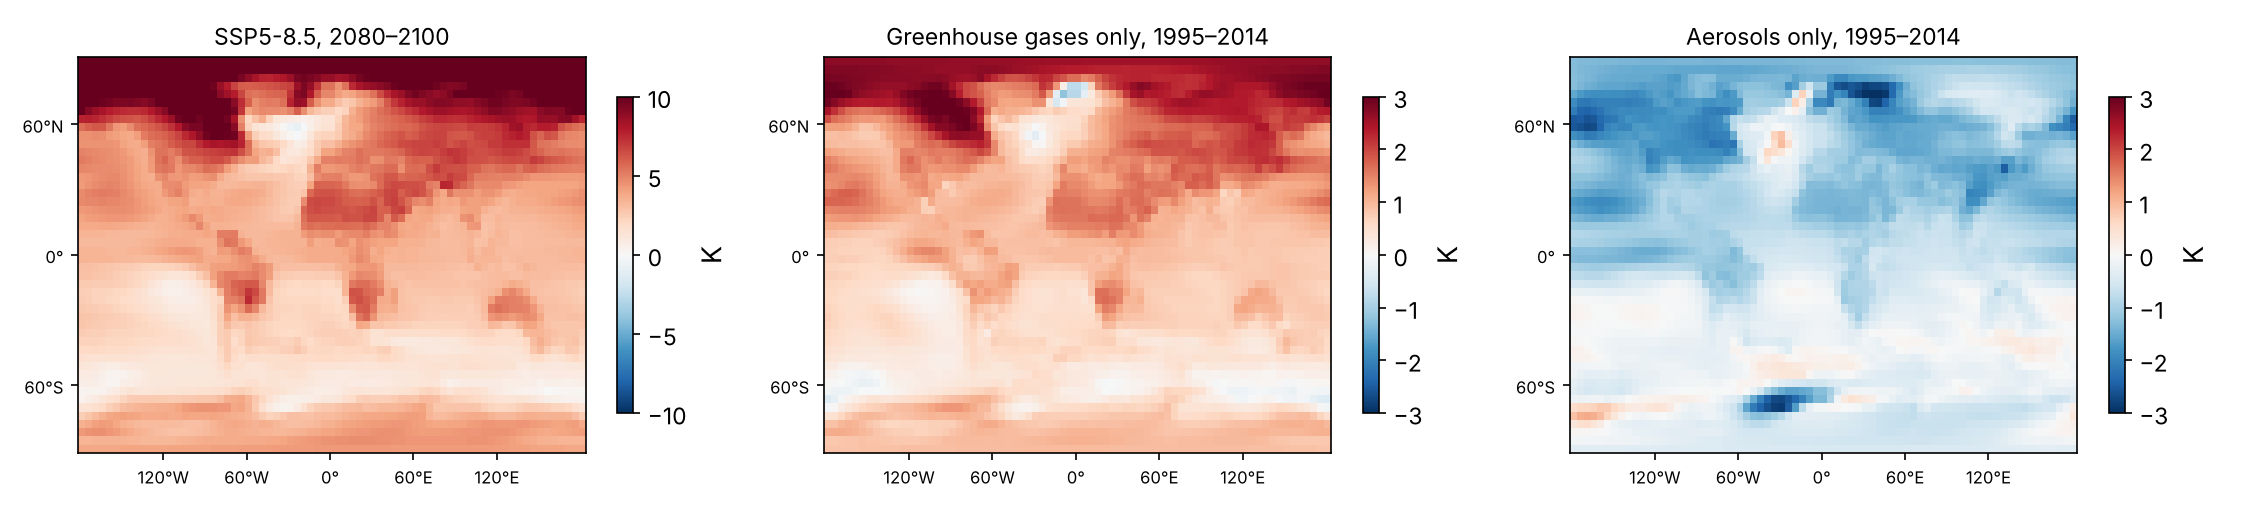 SSP5-8.5, 2080–2100
60°N
0°
60°S
120°W 60°W 0° 60°E 120°E
10
5
0
−5
−10
K
Greenhouse gases only, 1995–2014
60°N
0°
60°S
120°W 60°W 0° 60°E 120°E
3
2
1
0
−1
−2
−3
K
Aerosols only, 1995–2014
60°N
0°
60°S
120°W 60°W 0° 60°E 120°E
3
2
1
0
−1
−2
−3
K